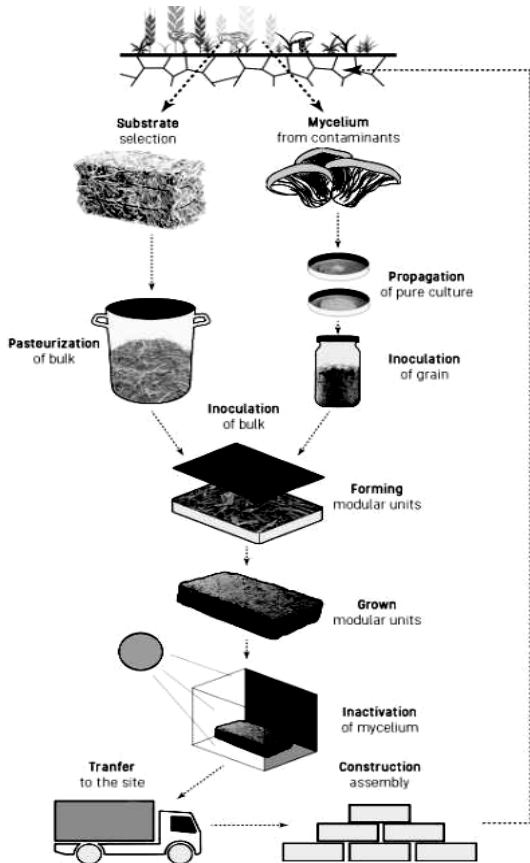 Substrate
selection
Mycelium
from contaminants
Propagation
of pure culture
Pasteurization
of bulk
Inoculation
of grain
Inoculation
of bulk
Forming
modular units
Grown
modular units
Inactivation
of mycelium
Tranfer
to the site
Construction
assembly